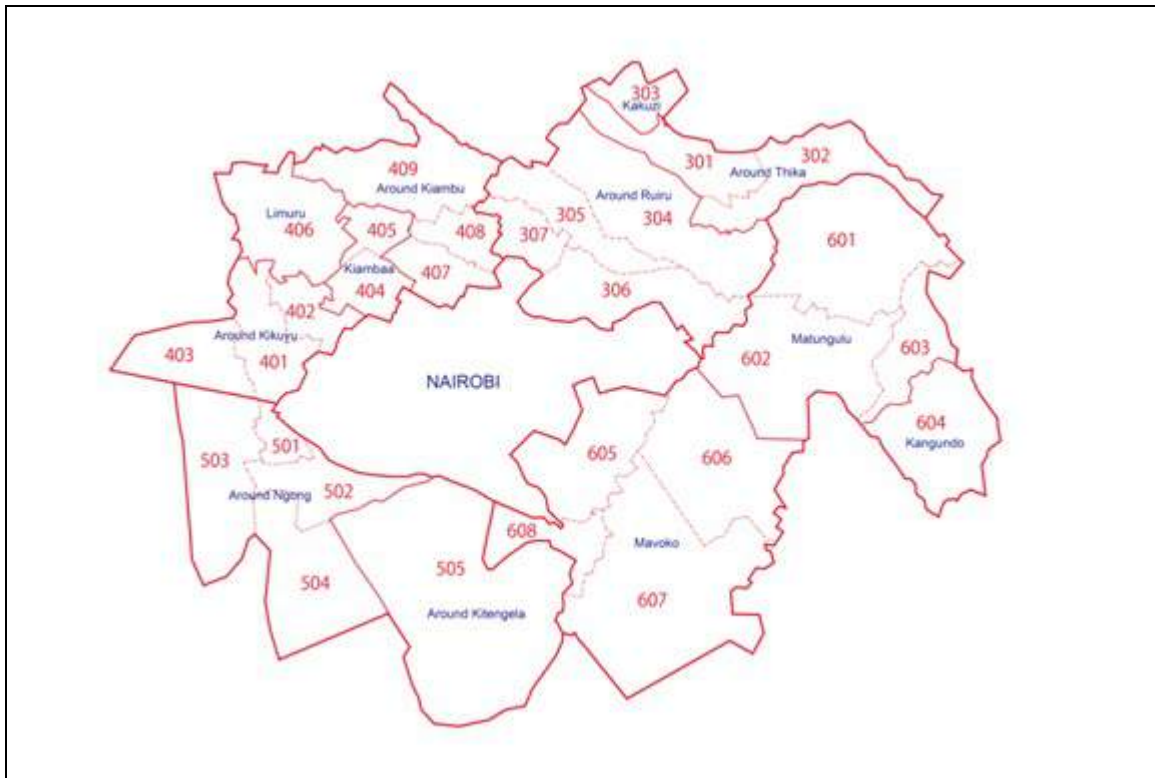 303
Kakuzi
301
302
Around Thika
409
Around Kiambu
Around Ruiru
305
304
Limuru
406
405
408
307
601
Kiambaa
404
407
306
402
Around Kikuyu
403
401
Matungulu
602
603
NAIROBI
604
Kangundo
501
503
605
606
502
Around Ngong
608
Mavoko
505
504
607
Around Kitengela